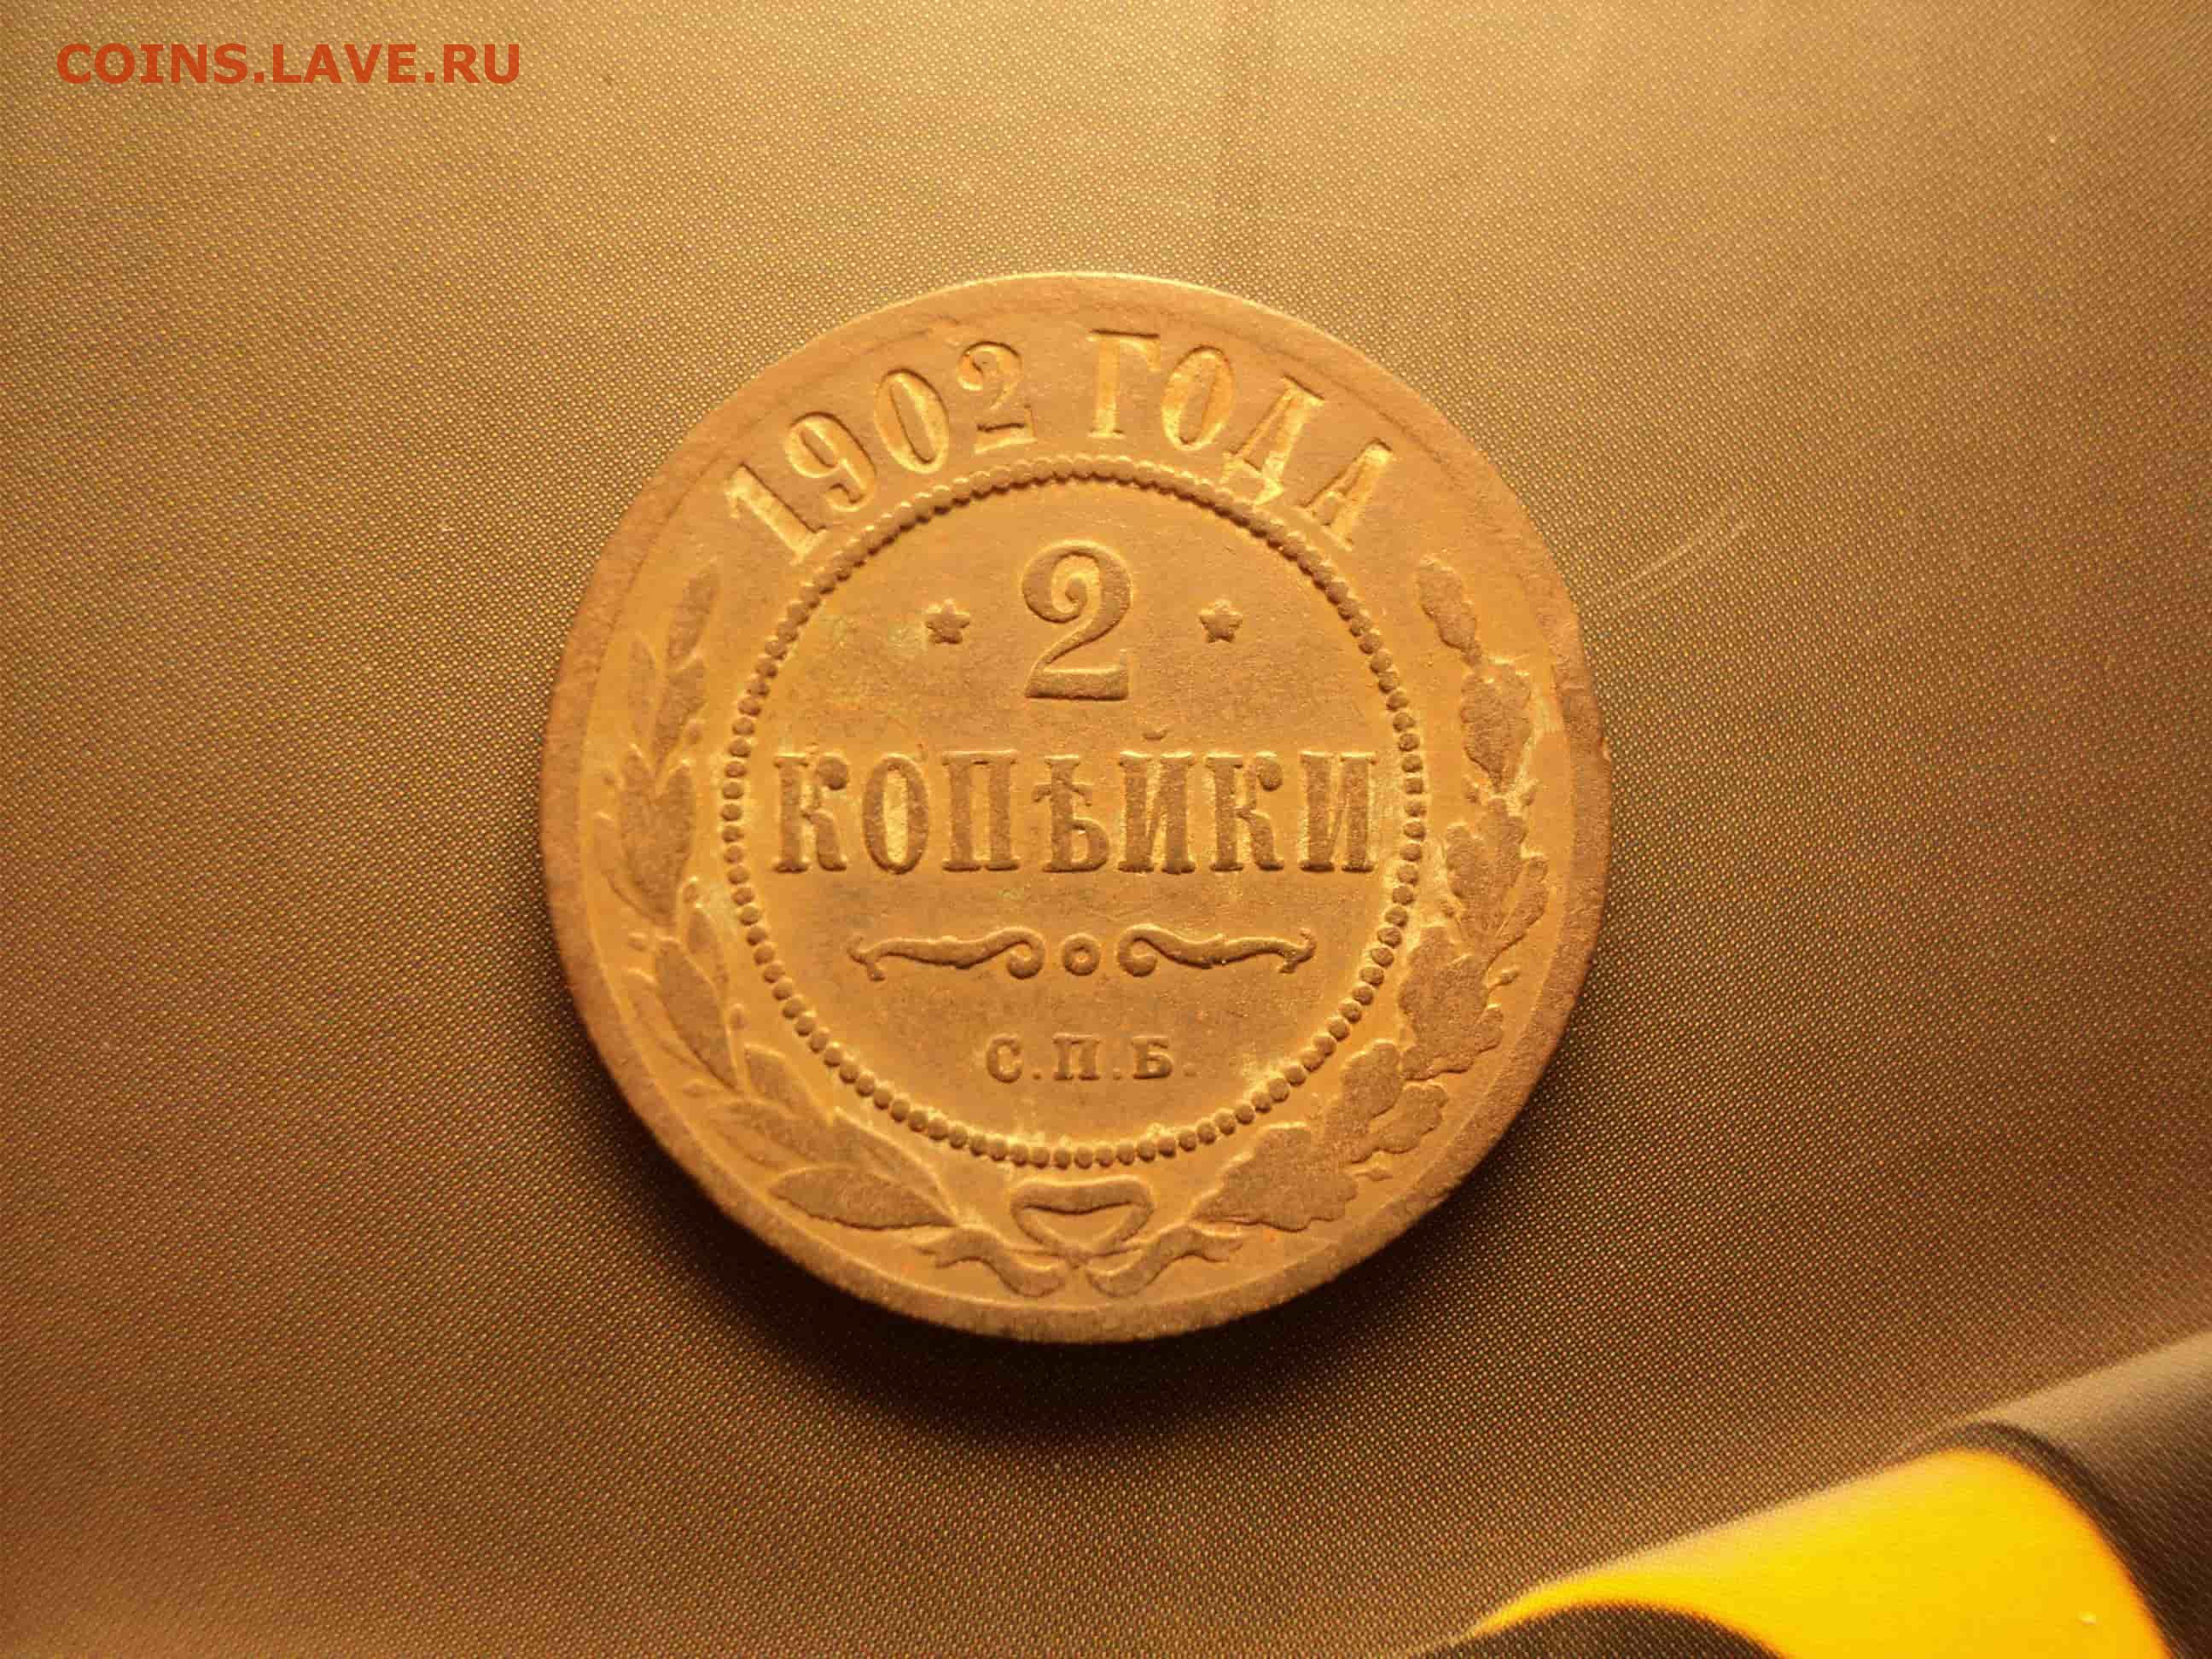 COINS.LAVE.RU
1902 ГОДА
2
КОПѢЙКИ
С.П.Б.